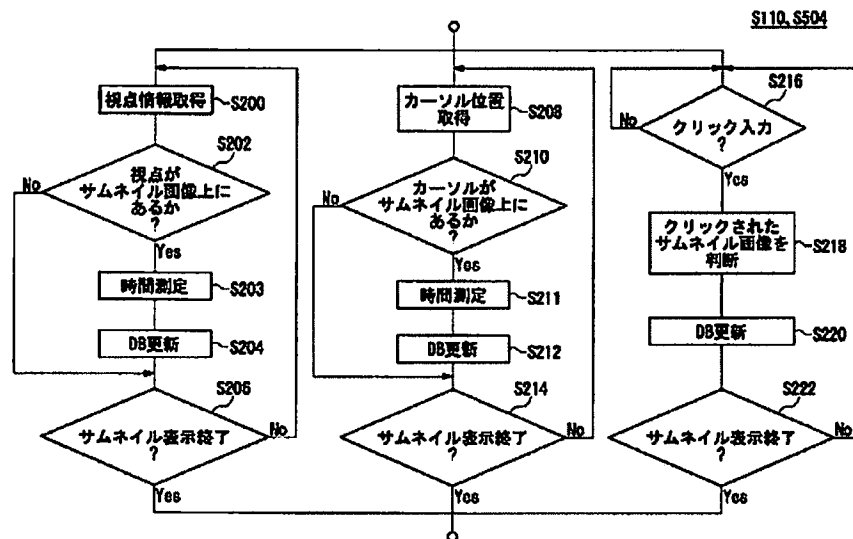 S110、S504
視点情報取得
S200
視点が
サムネイル画像上に
あるか
?
S202
No
Yes
時間測定
S203
DB更新
S204
サムネイル表示終了
?
S206
No
Yes
カーソル位置
取得
S208
カーソルが
サムネイル画像上に
あるか
?
S210
No
Yes
時間測定
S211
DB更新
S212
サムネイル表示終了
?
S214
No
Yes
クリック入力
?
S216
No
Yes
クリックされた
サムネイル画像を
判断
S218
DB更新
S220
サムネイル表示終了
?
S222
No
Yes